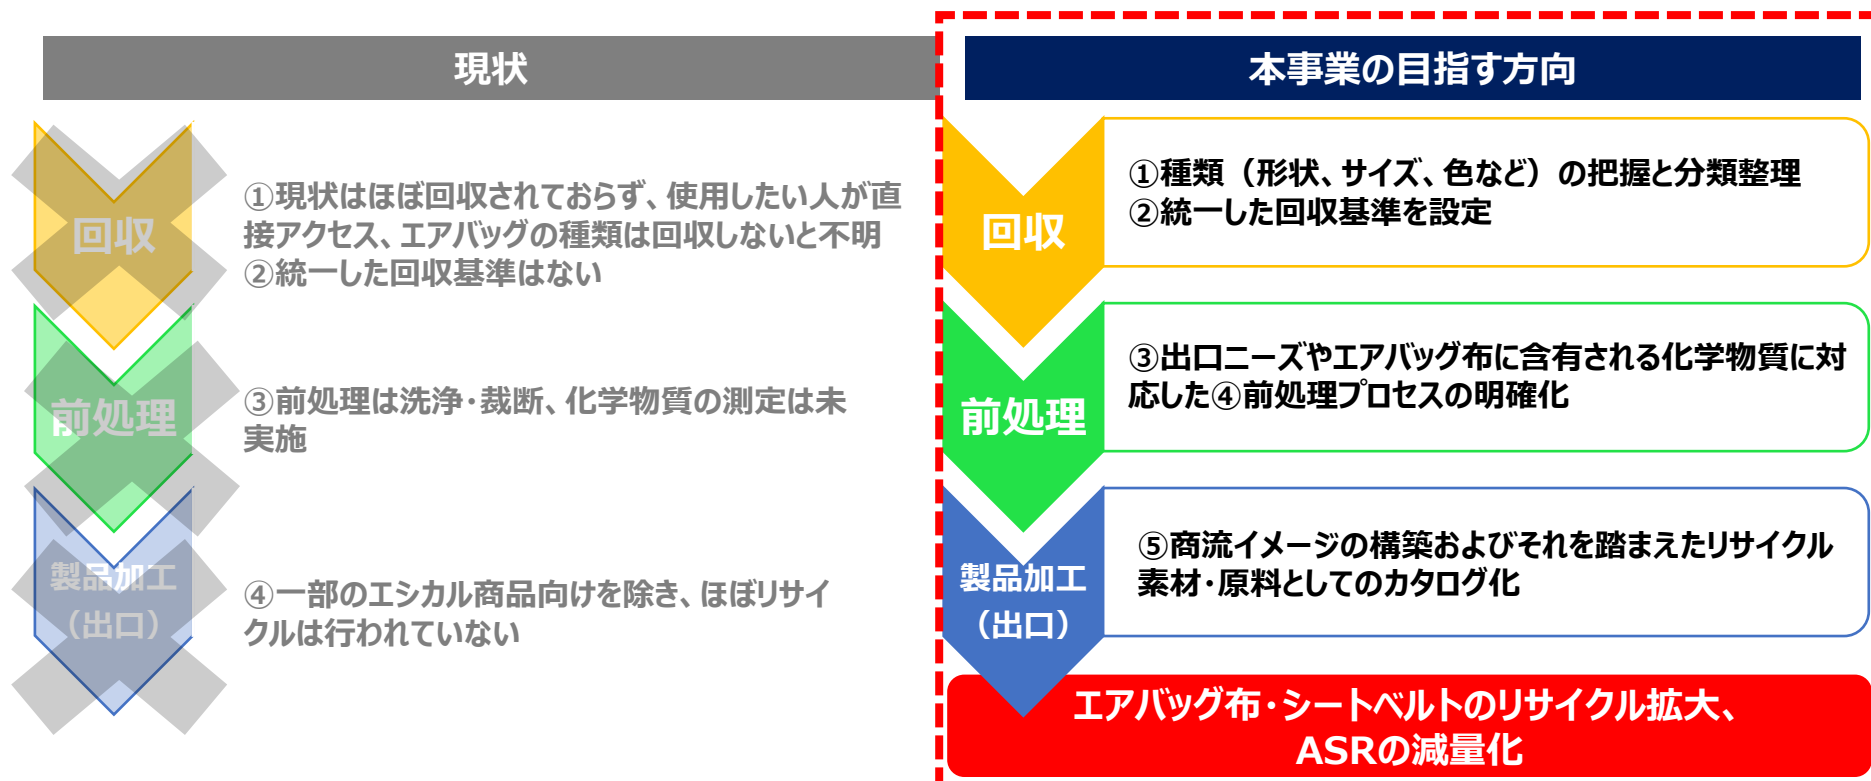 現状
回収
①現状はほぼ回収されておらず、使用したい人が直
接アクセス、エアバッグの種類は回収しないと不明
②統一した回収基準はない
前処理
③前処理は洗浄・裁断、化学物質の測定は未
実施
製品加工
（出口）
④一部のエシカル商品向けを除き、ほぼリサイ
クルは行われていない
本事業の目指す方向
回収
①種類（形状、サイズ、色など）の把握と分類整理
②統一した回収基準を設定
前処理
③出口ニーズやエアバッグ布に含有される化学物質に対
応した④前処理プロセスの明確化
製品加工
（出口）
⑤商流イメージの構築およびそれを踏まえたリサイクル
素材・原料としてのカタログ化
エアバッグ布・シートベルトのリサイクル拡大、
ASRの減量化